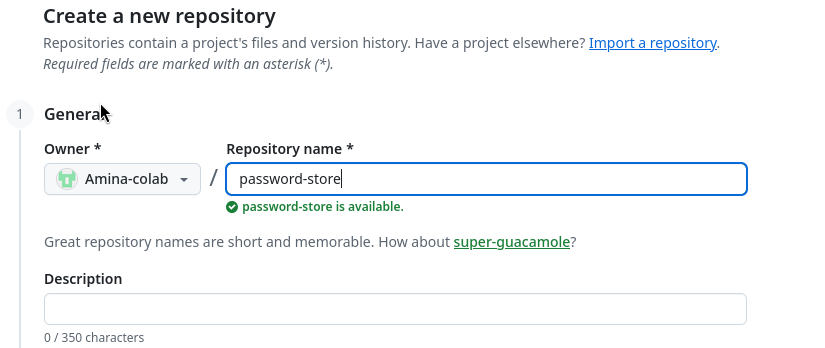 Create a new repository
Repositories contain a project's files and version history. Have a project elsewhere? Import a repository.
Required fields are marked with an asterisk (*).
1 General
Owner * Repository name *
Amina-colab / password-store
password-store is available.
Great repository names are short and memorable. How about super-guacamole?
Description
0 / 350 characters